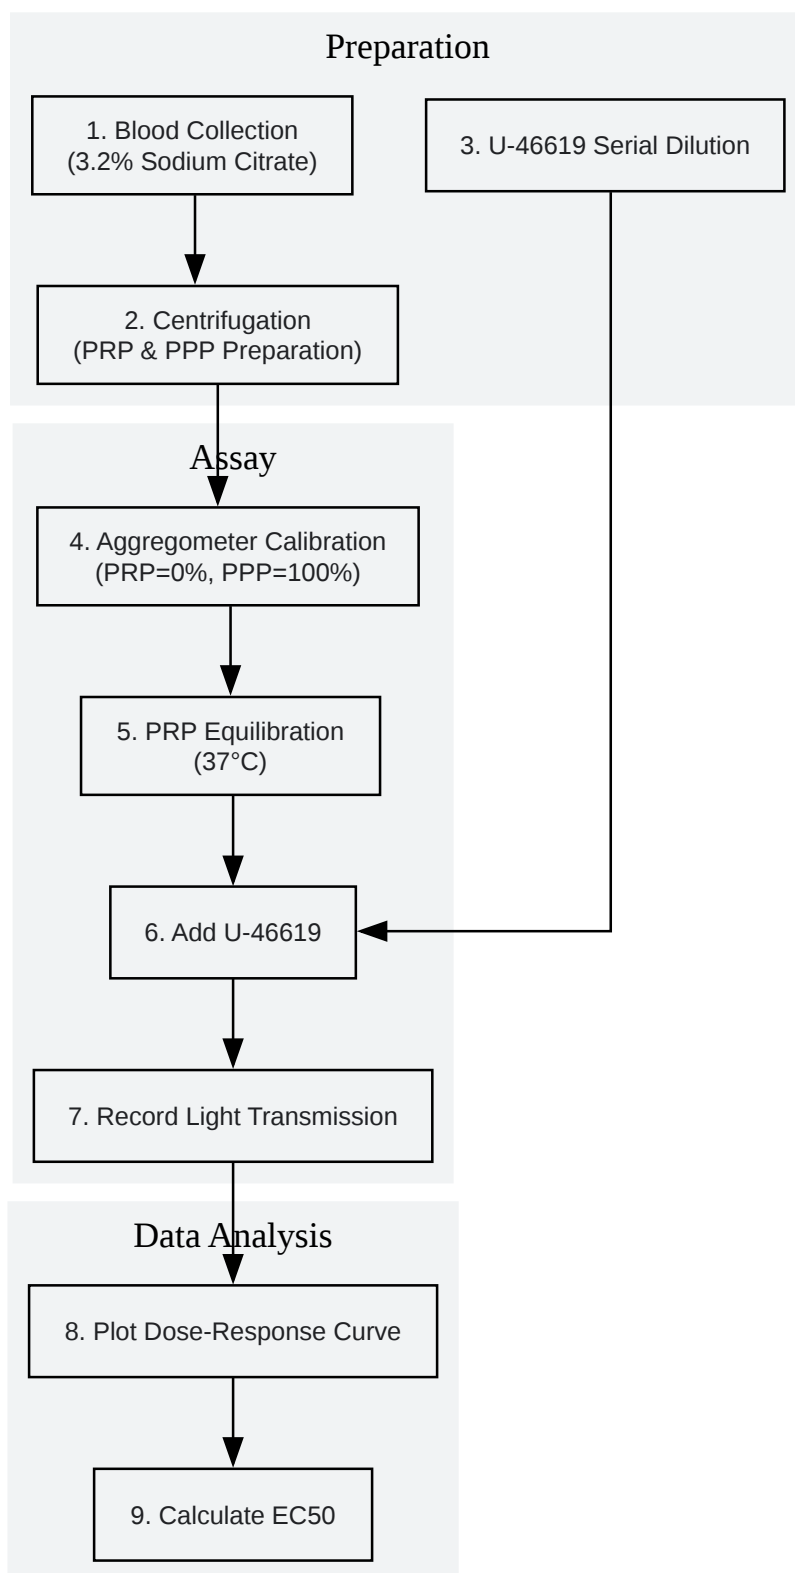 Preparation
1. Blood Collection
(3.2% Sodium Citrate)
3. U-46619 Serial Dilution
2. Centrifugation
(PRP & PPP Preparation)
Assay
4. Aggregometer Calibration
(PRP=0%, PPP=100%)
5. PRP Equilibration
(37°C)
6. Add U-46619
7. Record Light Transmission
Data Analysis
8. Plot Dose-Response Curve
9. Calculate EC50